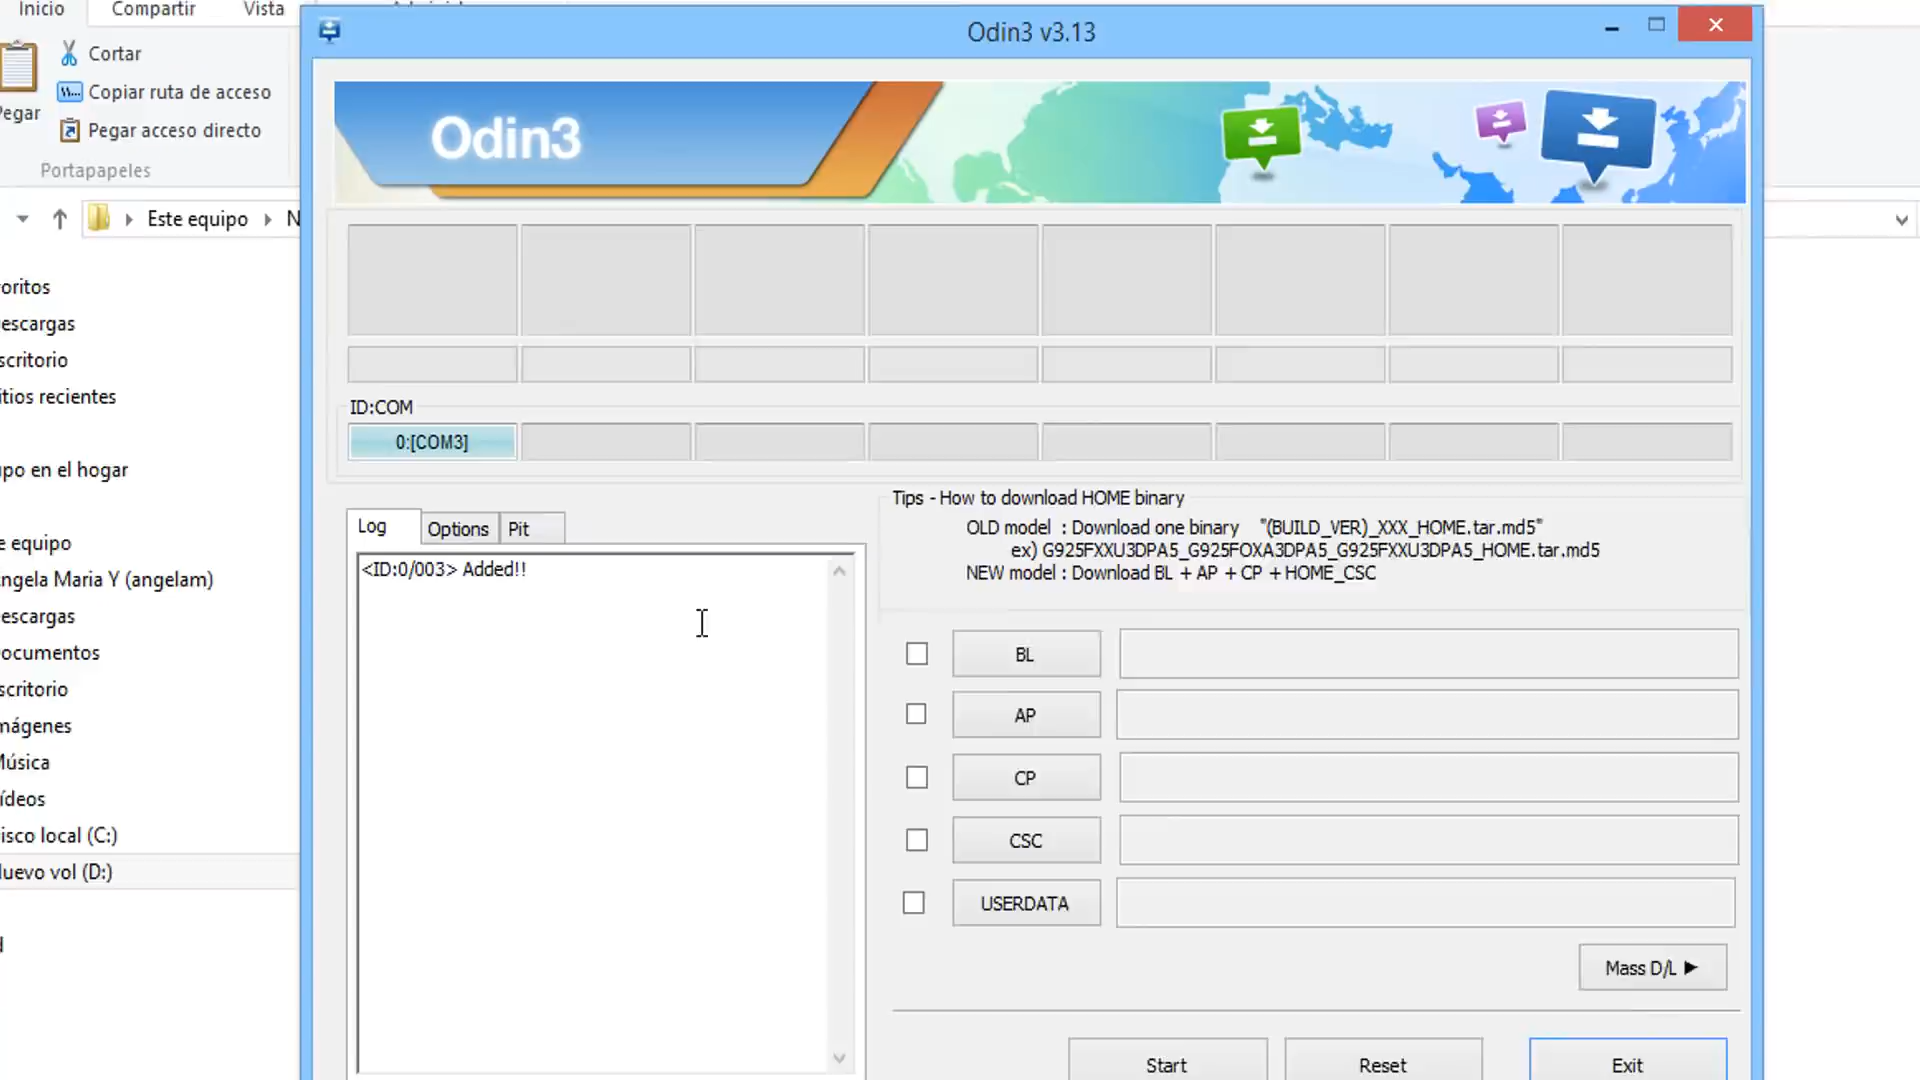 Inicio
Compartir
Vista
Odin3 v3.13
Cortar
Copiar ruta de acceso
Pegar
Pegar acceso directo
Portapapeles
Odin3
Este equipo
N
oritos
escargas
scritorio
itios recientes
po en el hogar
e equipo
ngela Maria Y (angelam)
escargas
ocumentos
scritorio
mágenes
Música
ídeos
isco local (C:)
Nuevo vol (D:)
d
ID:COM
0:[COM3]
Log
Options
Pit
<ID:0/003> Added!!
Tips - How to download HOME binary
OLD model : Download one binary "(BUILD_VER)_XXX_HOME.tar.md5"
ex) G925FXXU3DPA5_G925FOXA3DPA5_G925FXXU3DPA5_HOME.tar.md5
NEW model : Download BL + AP + CP + HOME_CSC
BL
AP
CP
CSC
USERDATA
Mass D/L
Start
Reset
Exit